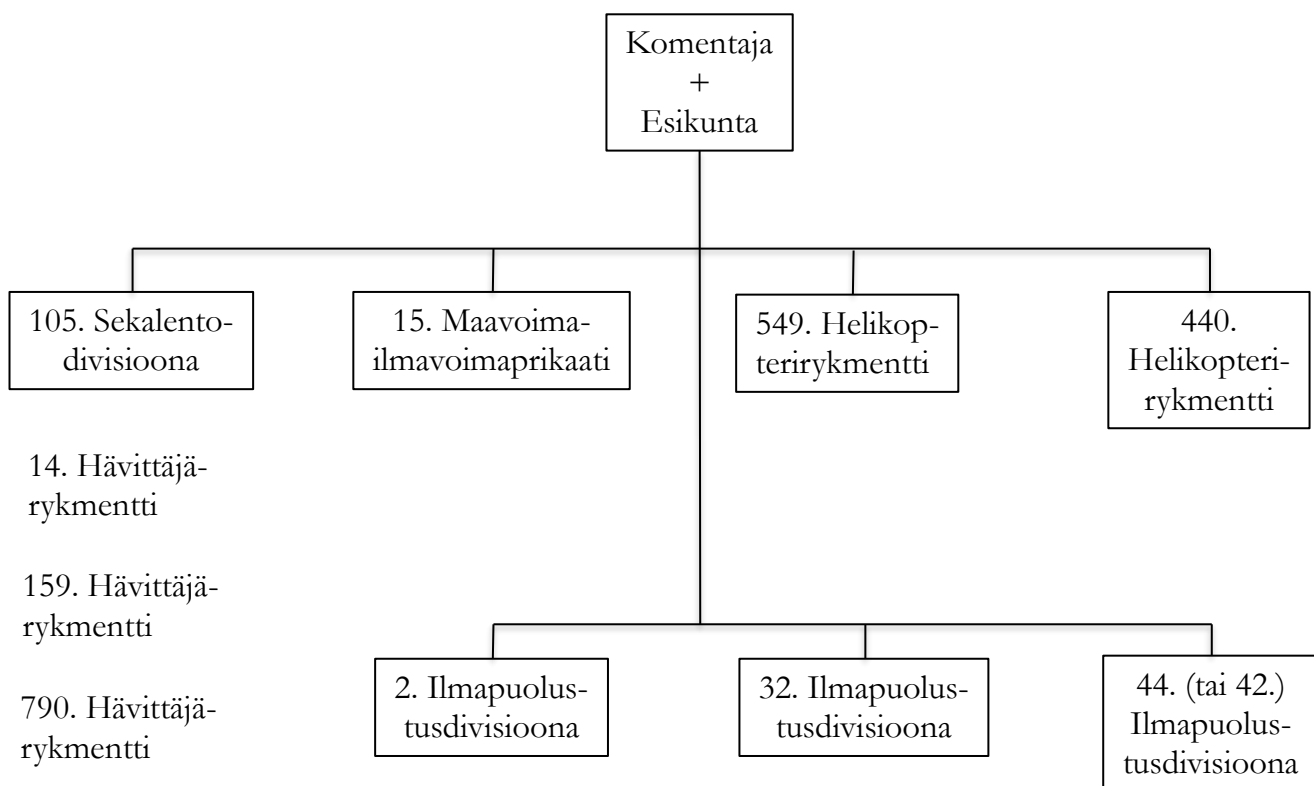 Komentaja
+
Esikunta
105. Sekalento-
divisioona
15. Maavoima-
ilmavoimaprikaati
549. Helikop-
terirykmentti
440.
Helikopteri-
rykmentti
14. Hävittäjä-
rykmentti
159. Hävittäjä-
rykmentti
790. Hävittäjä-
rykmentti
2. Ilmapuolus-
tusdivisioona
32. Ilmapuolus-
tusdivisioona
44. (tai 42.)
Ilmapuolus-
tusdivisioona